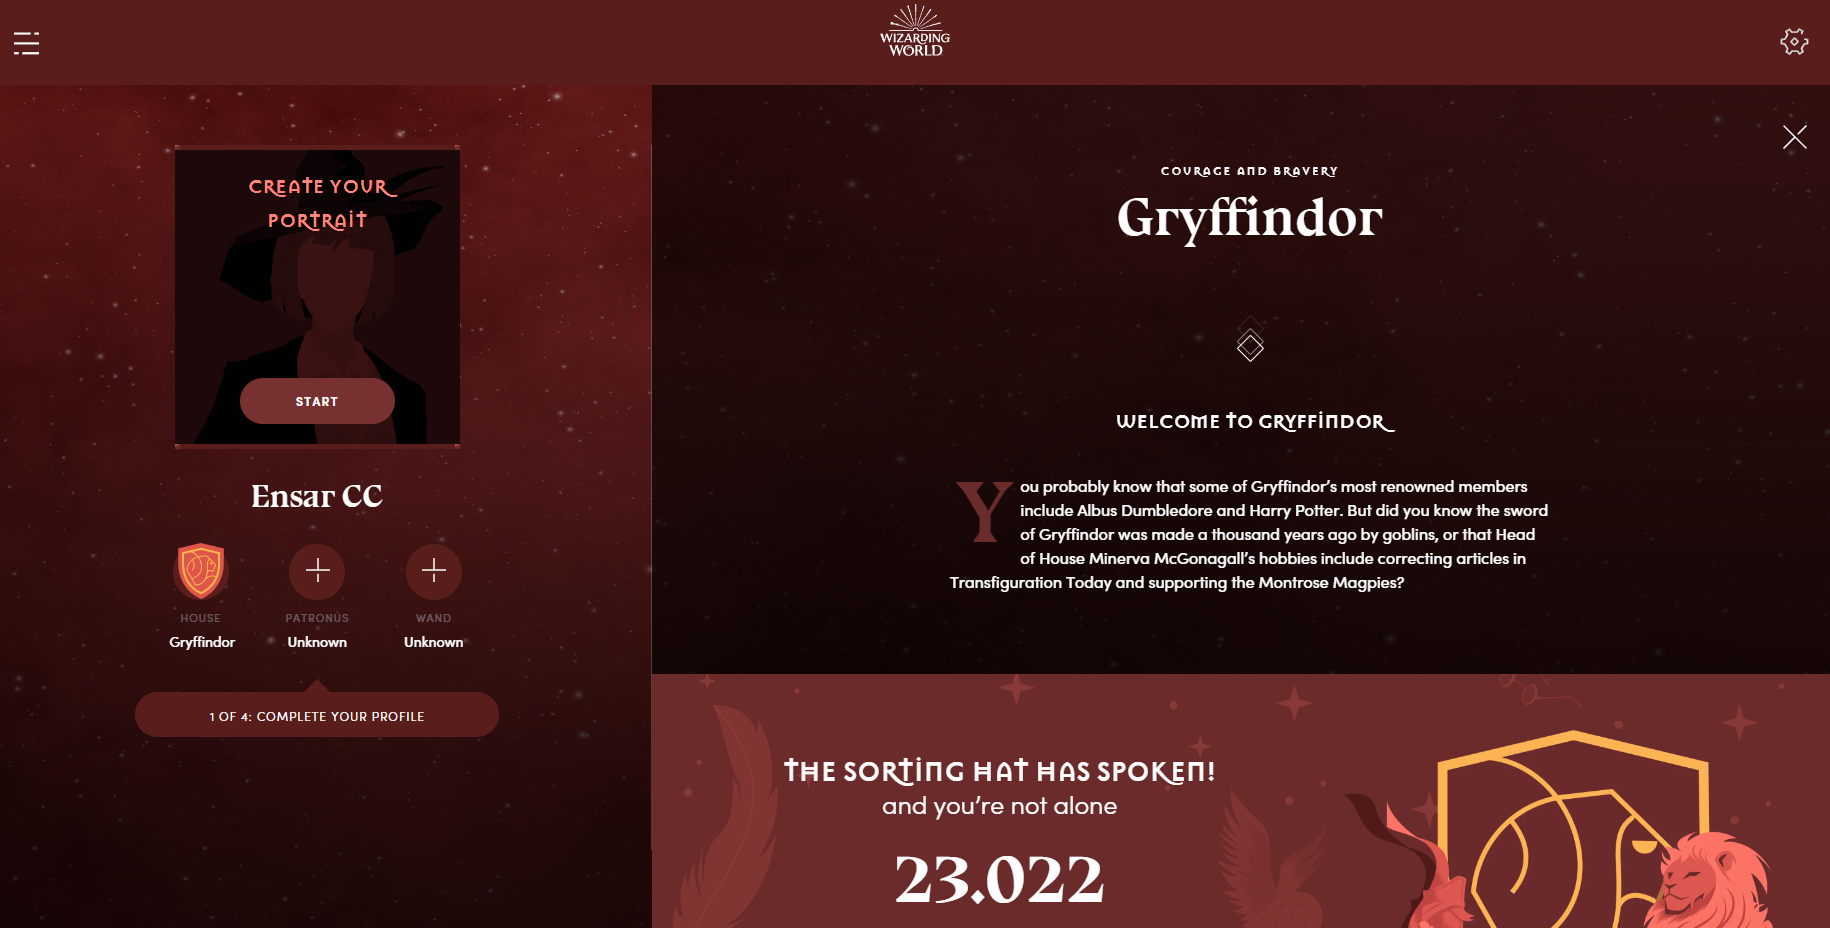 WIZARDING
WORLD
CREATE YOUR
PORTRAIT
START
Ensar CC
HOUSE
Gryffindor
PATRONUS
Unknown
WAND
Unknown
1 OF 4: COMPLETE YOUR PROFILE
COURAGE AND BRAVERY
Gryffindor
WELCOME TO GRYFFINDOR
You probably know that some of Gryffindor’s most renowned members
include Albus Dumbledore and Harry Potter. But did you know the sword
of Gryffindor was made a thousand years ago by goblins, or that Head
of House Minerva McGonagall’s hobbies include correcting articles in
Transfiguration Today and supporting the Montrose Magpies?
THE SORTING HAT HAS SPOKEN!
and you’re not alone
23.022